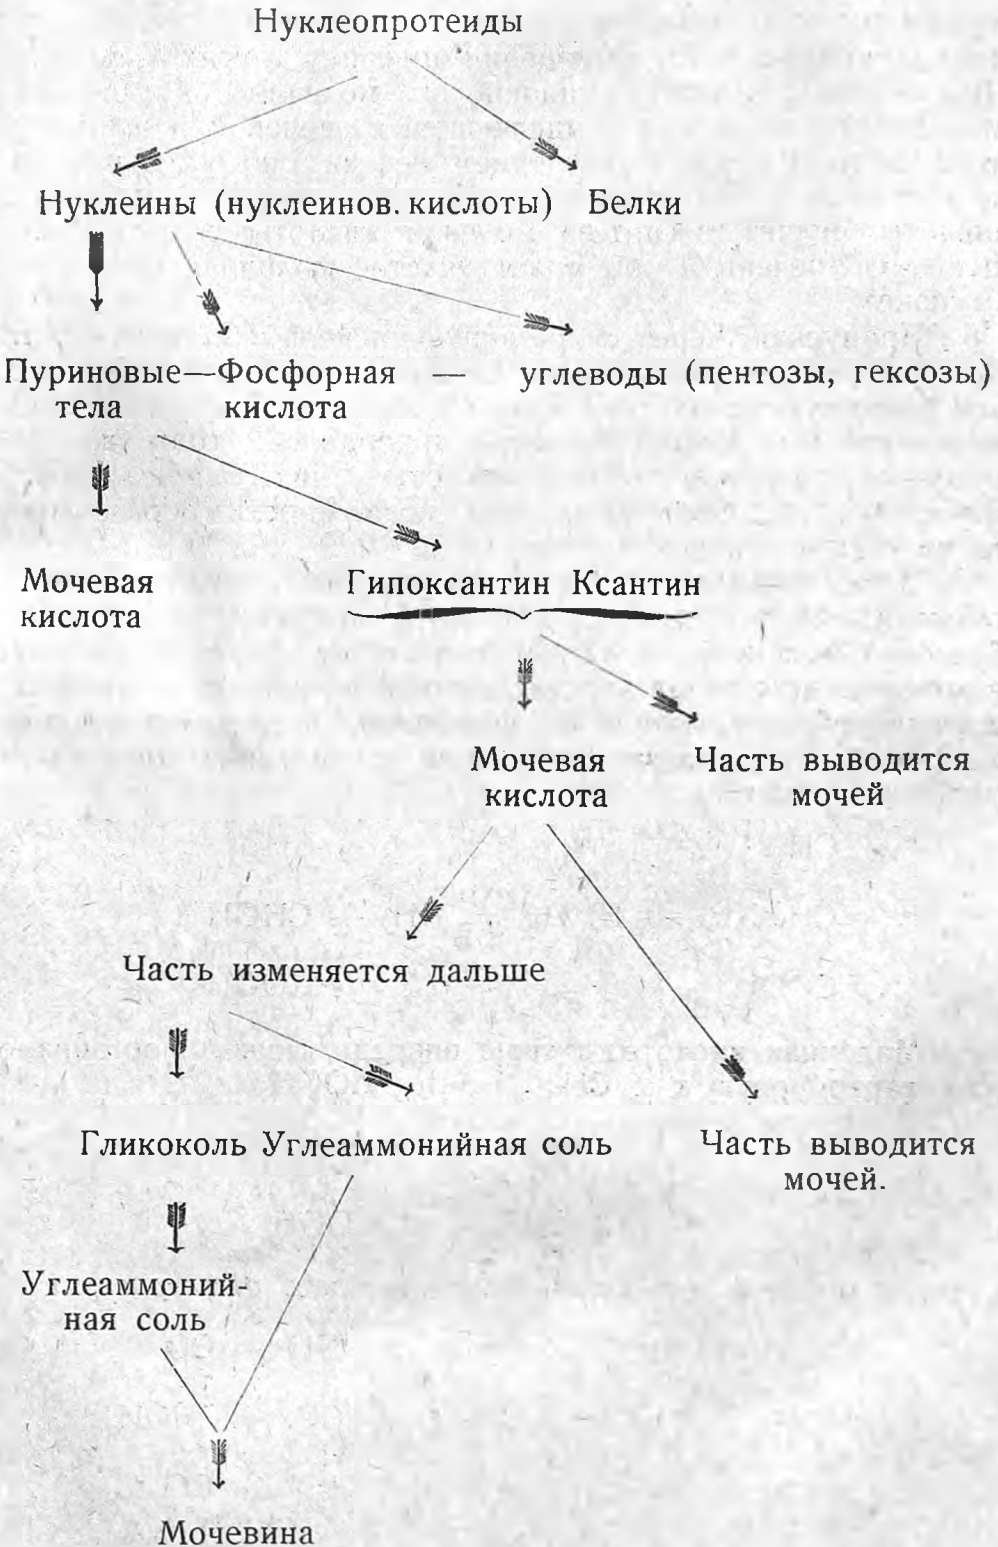 Нуклеопротеиды
Нуклеины (нуклеинов. кислоты) Белки
Пуриновые—Фосфорная — углеводы (пентозы, гексозы)
тела кислота
Мочевая Гипоксантин Ксантин
кислота
Мочевая Часть выводится
кислота мочей
Часть изменяется дальше
Гликоколь Углеаммонийная соль Часть выводится
мочей.
Углеаммоний-
ная соль
Мочевина